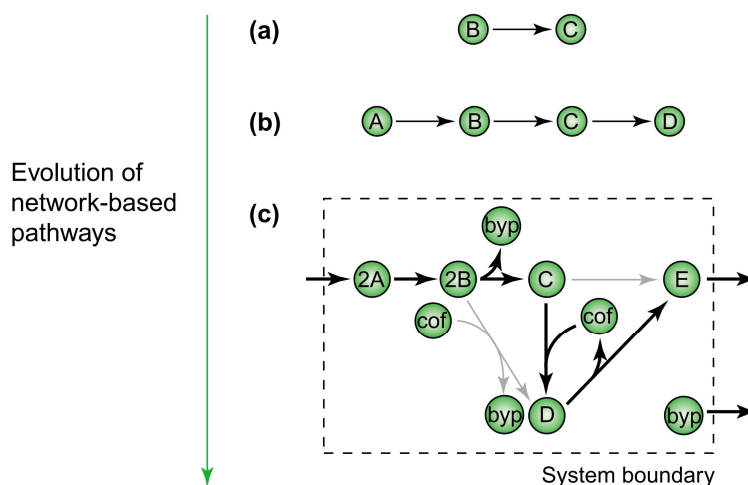 (a)
B
C
(b)
A
B
C
D
Evolution of
network-based
pathways
(c)
byp
2A
2B
C
E
cof
cof
byp
D
byp
System boundary